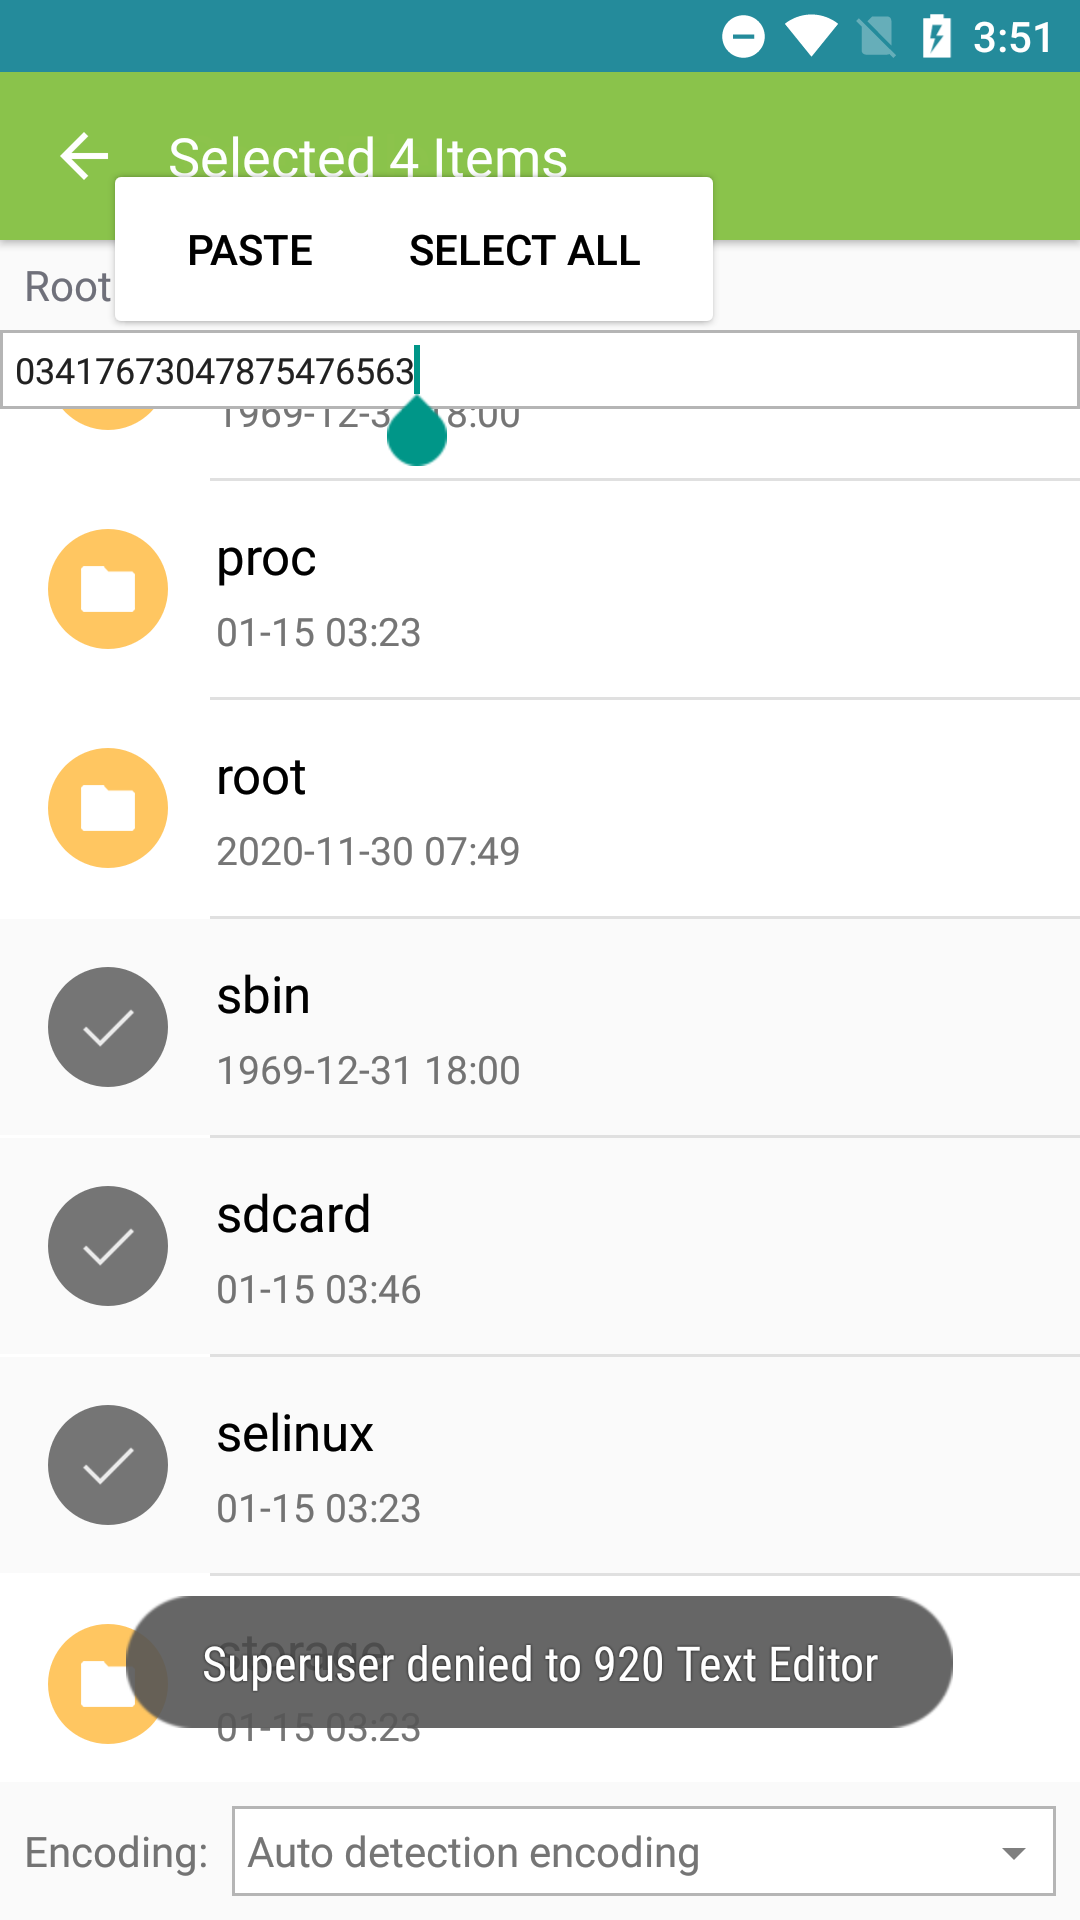 3:51
Selected 4 Items
PASTE SELECT ALL
Root
03417673047875476563
1969-12-3 18:00
proc
01-15 03:23
root
2020-11-30 07:49
sbin
1969-12-31 18:00
sdcard
01-15 03:46
selinux
01-15 03:23
storage
Superuser denied to 920 Text Editor
01-15 03:23
Encoding: Auto detection encoding